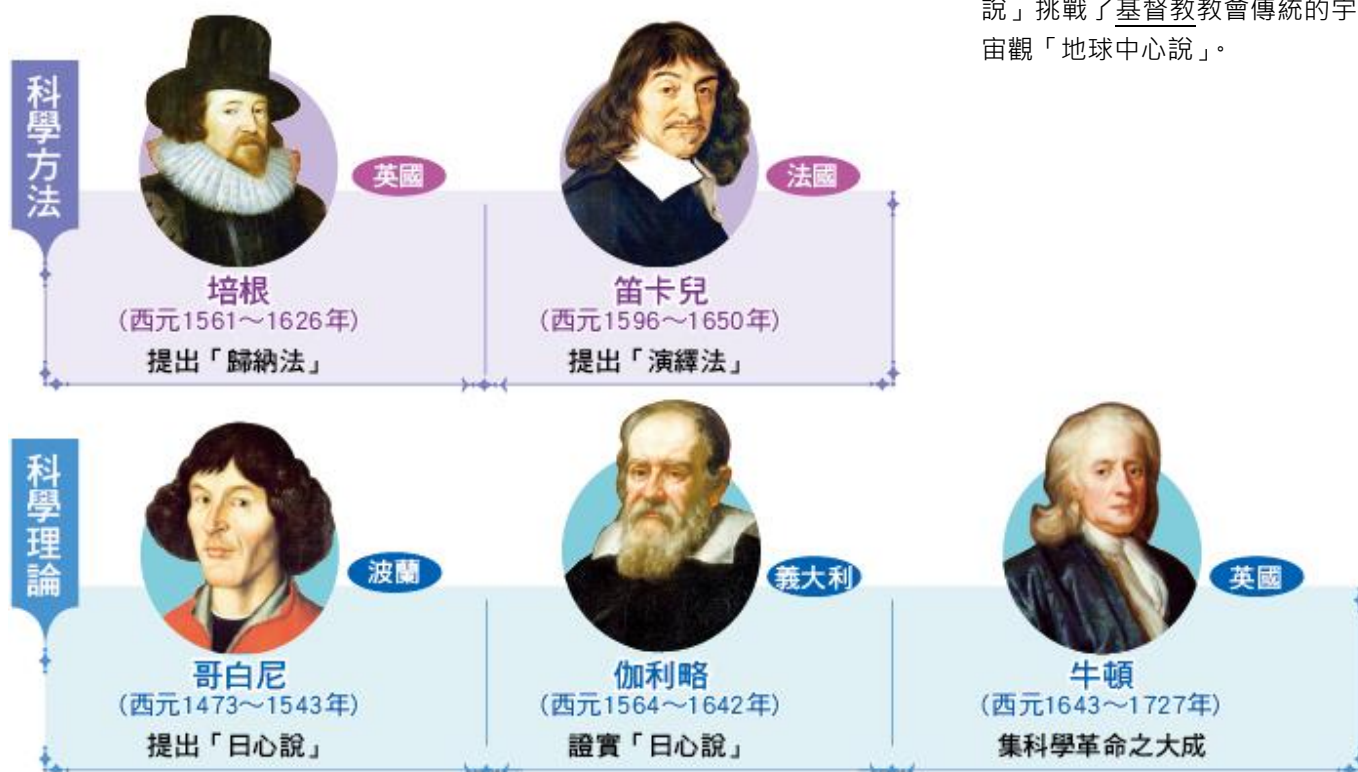 說」挑戰了基督教教會傳統的宇
宙觀「地球中心說」。
科學方法
英國
培根
(西元1561～1626年)
提出「歸納法」
法國
笛卡兒
(西元1596～1650年)
提出「演繹法」
科學理論
波蘭
哥白尼
(西元1473～1543年)
提出「日心說」
義大利
伽利略
(西元1564～1642年)
證實「日心說」
英國
牛頓
(西元1643～1727年)
集科學革命之大成